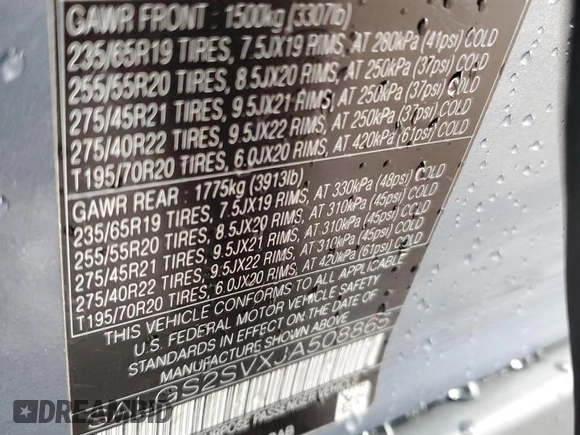 GAWR FRONT : 1500kg (3307lb)
235/65R19 TIRES, 7.5JX19 RIMS, AT 280kPa (41psi) COLD
255/55R20 TIRES, 8.5JX20 RIMS, AT 250kPa (37psi) COLD
275/45R21 TIRES, 9.5JX21 RIMS, AT 250kPa (37psi) COLD
275/40R22 TIRES, 9.5JX22 RIMS, AT 250kPa (37psi) COLD
T195/70R20 TIRES, 6.0JX20 RIMS, AT 420kPa (61psi) COLD
GAWR REAR : 1775kg (3913lb)
235/65R19 TIRES, 7.5JX19 RIMS, AT 330kPa (48psi) COLD
255/55R20 TIRES, 8.5JX20 RIMS, AT 310kPa (45psi) COLD
275/45R21 TIRES, 9.5JX21 RIMS, AT 310kPa (45psi) COLD
275/40R22 TIRES, 9.5JX22 RIMS, AT 310kPa (45psi) COLD
T195/70R20 TIRES, 6.0JX20 RIMS, AT 420kPa (61psi) COLD
THIS VEHICLE CONFORMS TO ALL APPLICABLE
U.S. FEDERAL MOTOR VEHICLE SAFETY
STANDARDS IN EFFECT ON THE DATE OF
MANUFACTURE SHOWN ABOVE
GS2SVXJA508865
PURPOSE PASSENGER
DREAMBID